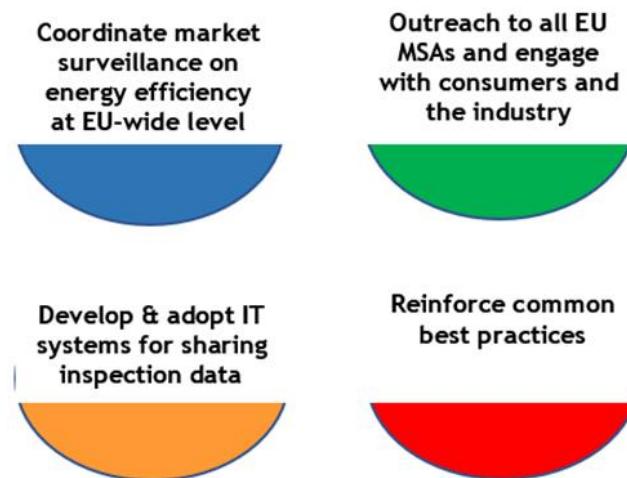 Coordinate market
surveillance on
energy efficiency
at EU-wide level
Outreach to all EU
MSAs and engage
with consumers and
the industry
Develop & adopt IT
systems for sharing
inspection data
Reinforce common
best practices